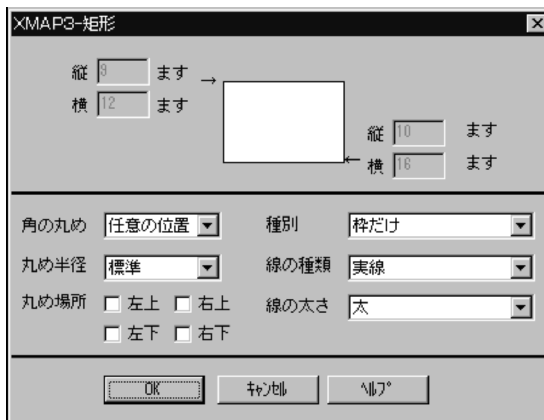 XMAP3-矩形
縦 9 ます →
横 12 ます
縦 10 ます
← 横 16 ます
角の丸め 任意の位置 種別 枠だけ
丸め半径 標準 線の種類 実線
丸め場所 左上 右上 線の太さ 太
左下 右下
OK ｷｬﾝｾﾙ ﾍﾙﾌﾟ